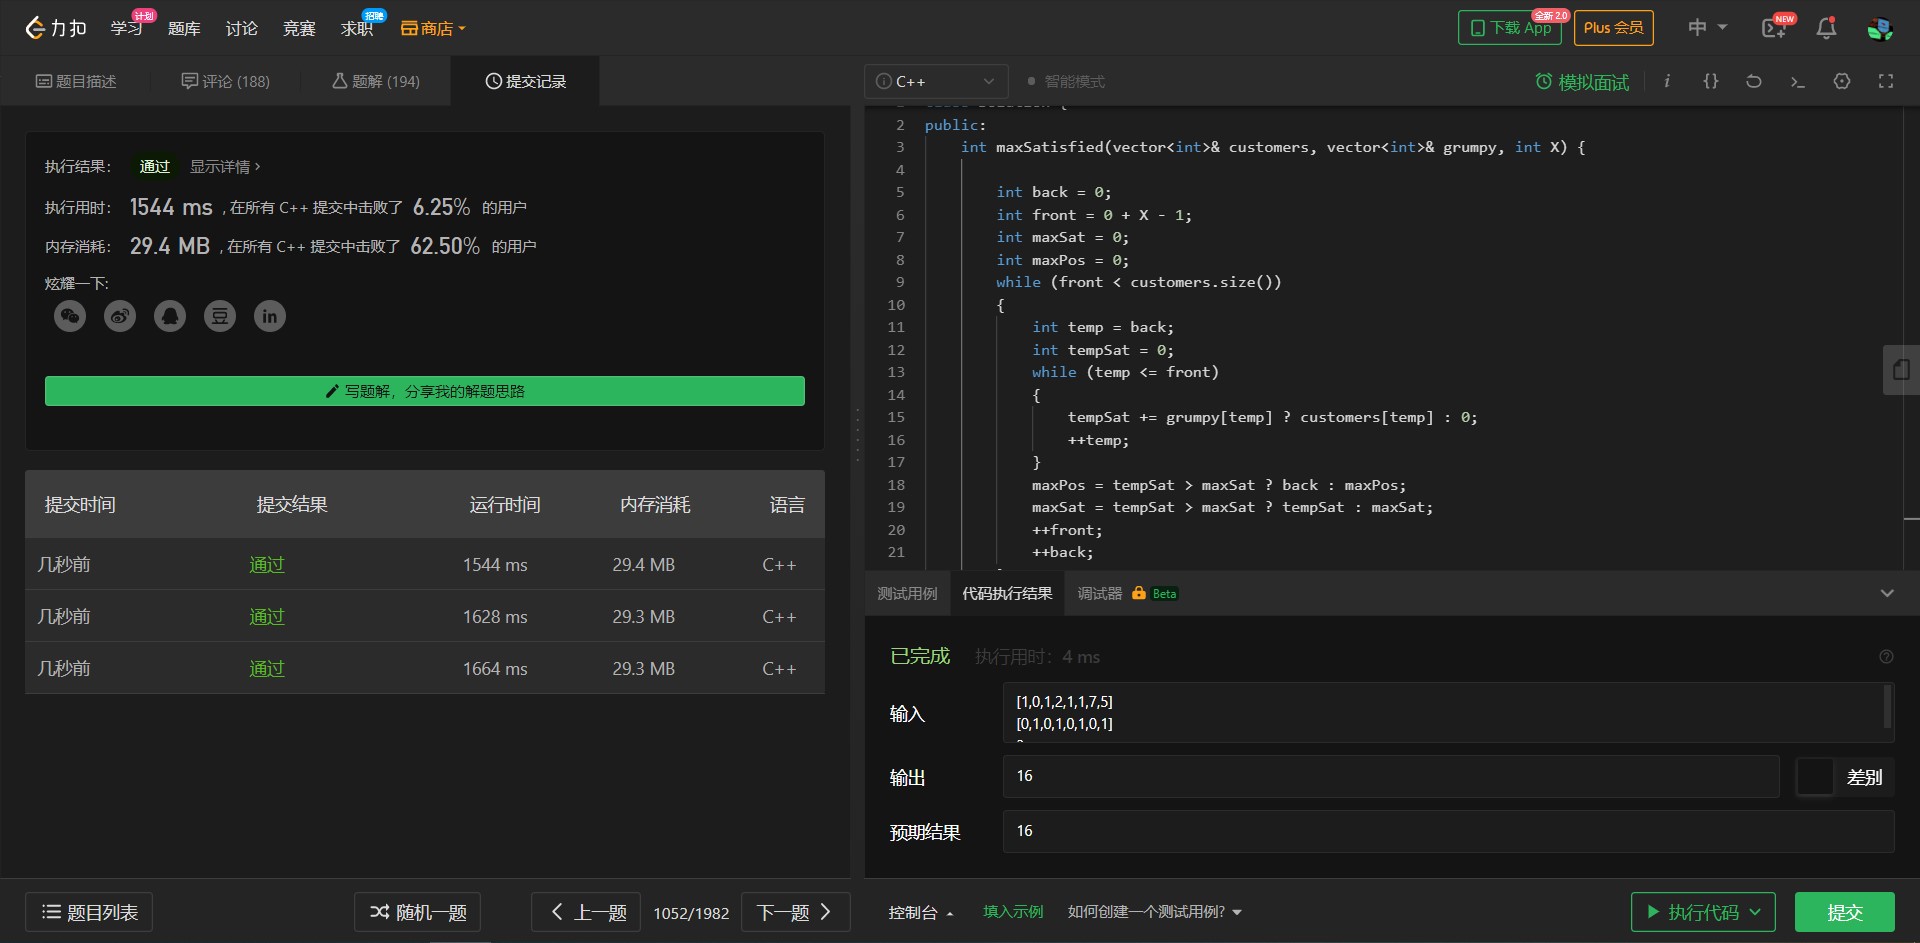 力扣
学习
计划
题库
讨论
竞赛
求职
招聘
商店
下载 App
全新 2.0
Plus 会员
中
NEW
题目描述
评论 (188)
题解 (194)
提交记录
执行结果:
通过
显示详情 ›
执行用时:
1544 ms , 在所有 C++ 提交中击败了 6.25% 的用户
内存消耗:
29.4 MB , 在所有 C++ 提交中击败了 62.50% 的用户
炫耀一下:
写题解，分享我的解题思路
提交时间 提交结果 运行时间 内存消耗 语言
几秒前 通过 1544 ms 29.4 MB C++
几秒前 通过 1628 ms 29.3 MB C++
几秒前 通过 1664 ms 29.3 MB C++
题目列表
随机一题
上一题
1052/1982
下一题
C++
智能模式
模拟面试
2 public:
3 int maxSatisfied(vector<int>& customers, vector<int>& grumpy, int X) {
4
5 int back = 0;
6 int front = 0 + X - 1;
7 int maxSat = 0;
8 int maxPos = 0;
9 while (front < customers.size())
10 {
11 int temp = back;
12 int tempSat = 0;
13 while (temp <= front)
14 {
15 tempSat += grumpy[temp] ? customers[temp] : 0;
16 ++temp;
17 }
18 maxPos = tempSat > maxSat ? back : maxPos;
19 maxSat = tempSat > maxSat ? tempSat : maxSat;
20 ++front;
21 ++back;
测试用例
代码执行结果
调试器
Beta
已完成
执行用时: 4 ms
输入
[1,0,1,2,1,1,7,5]
[0,1,0,1,0,1,0,1]
输出
16
差别
预期结果
16
控制台
填入示例
如何创建一个测试用例?
执行代码
提交